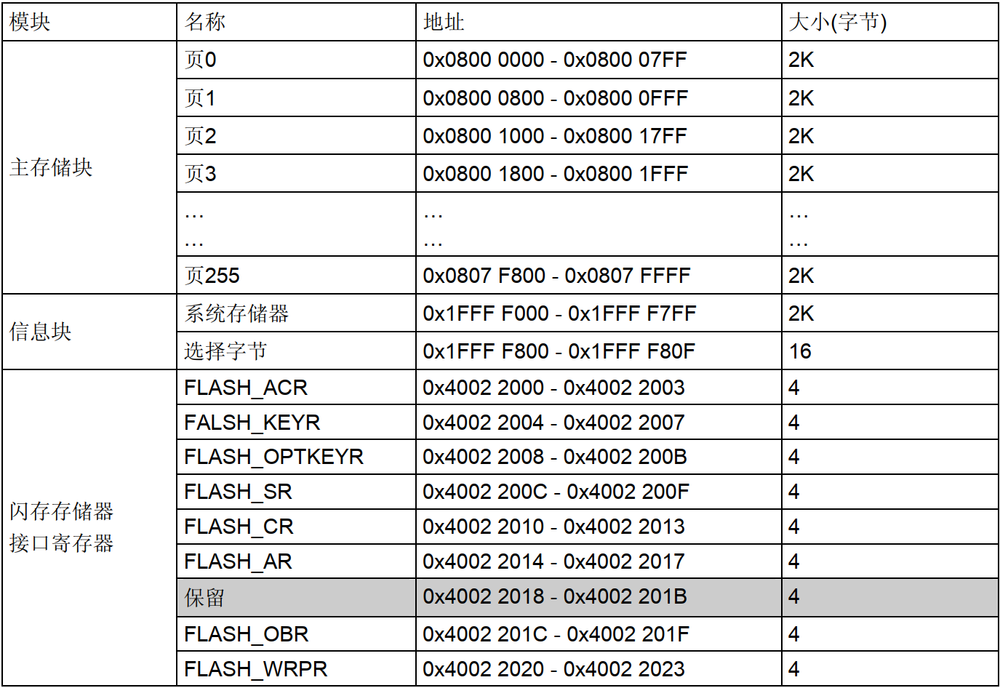 模块 名称 地址 大小(字节)
主存储块 页0 0x0800 0000 - 0x0800 07FF 2K
页1 0x0800 0800 - 0x0800 0FFF 2K
页2 0x0800 1000 - 0x0800 17FF 2K
页3 0x0800 1800 - 0x0800 1FFF 2K
… … …
… … …
页255 0x0807 F800 - 0x0807 FFFF 2K
信息块 系统存储器 0x1FFF F000 - 0x1FFF F7FF 2K
选择字节 0x1FFF F800 - 0x1FFF F80F 16
闪存存储器
接口寄存器
FLASH_ACR 0x4002 2000 - 0x4002 2003 4
FALSH_KEYR 0x4002 2004 - 0x4002 2007 4
FLASH_OPTKEYR 0x4002 2008 - 0x4002 200B 4
FLASH_SR 0x4002 200C - 0x4002 200F 4
FLASH_CR 0x4002 2010 - 0x4002 2013 4
FLASH_AR 0x4002 2014 - 0x4002 2017 4
保留 0x4002 2018 - 0x4002 201B 4
FLASH_OBR 0x4002 201C - 0x4002 201F 4
FLASH_WRPR 0x4002 2020 - 0x4002 2023 4